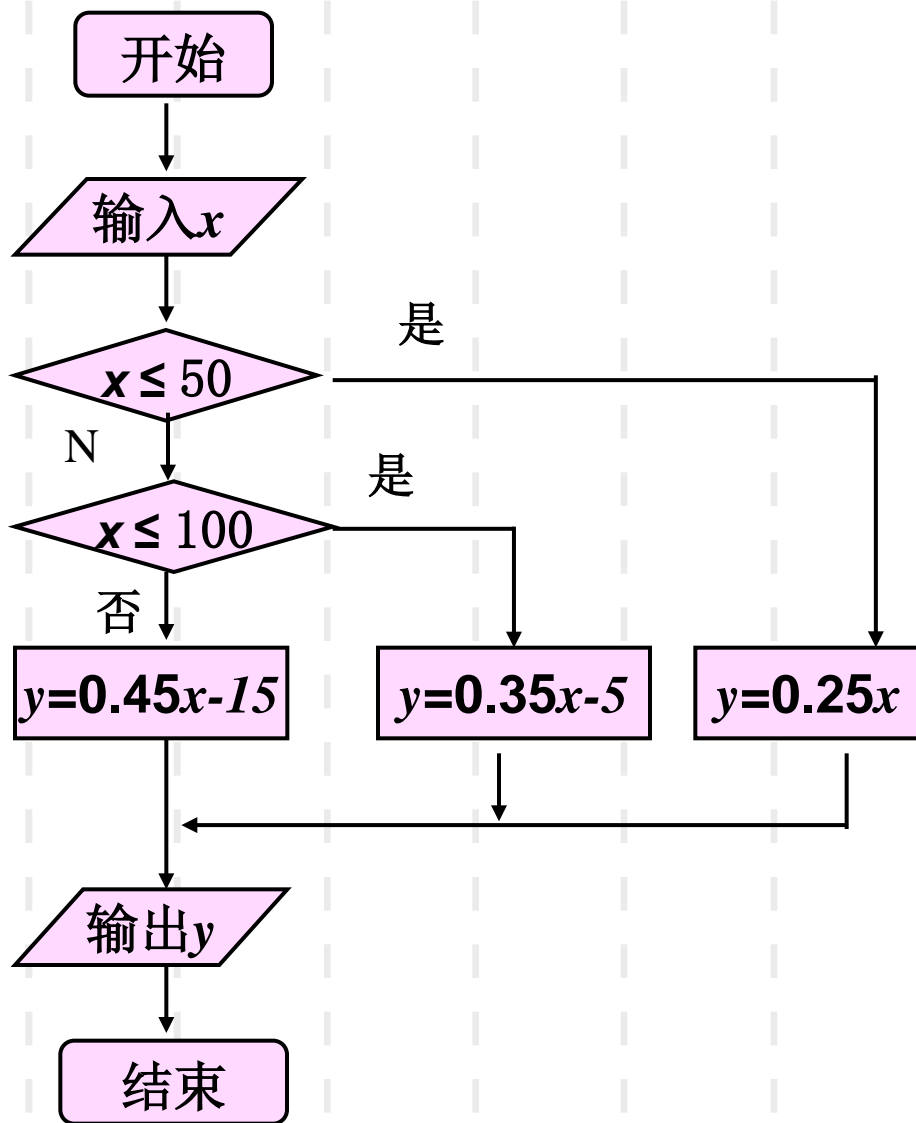 开始
输入x
是
x ≤ 50
N
是
x ≤ 100
否
y=0.45x-15
y=0.35x-5
y=0.25x
输出y
结束